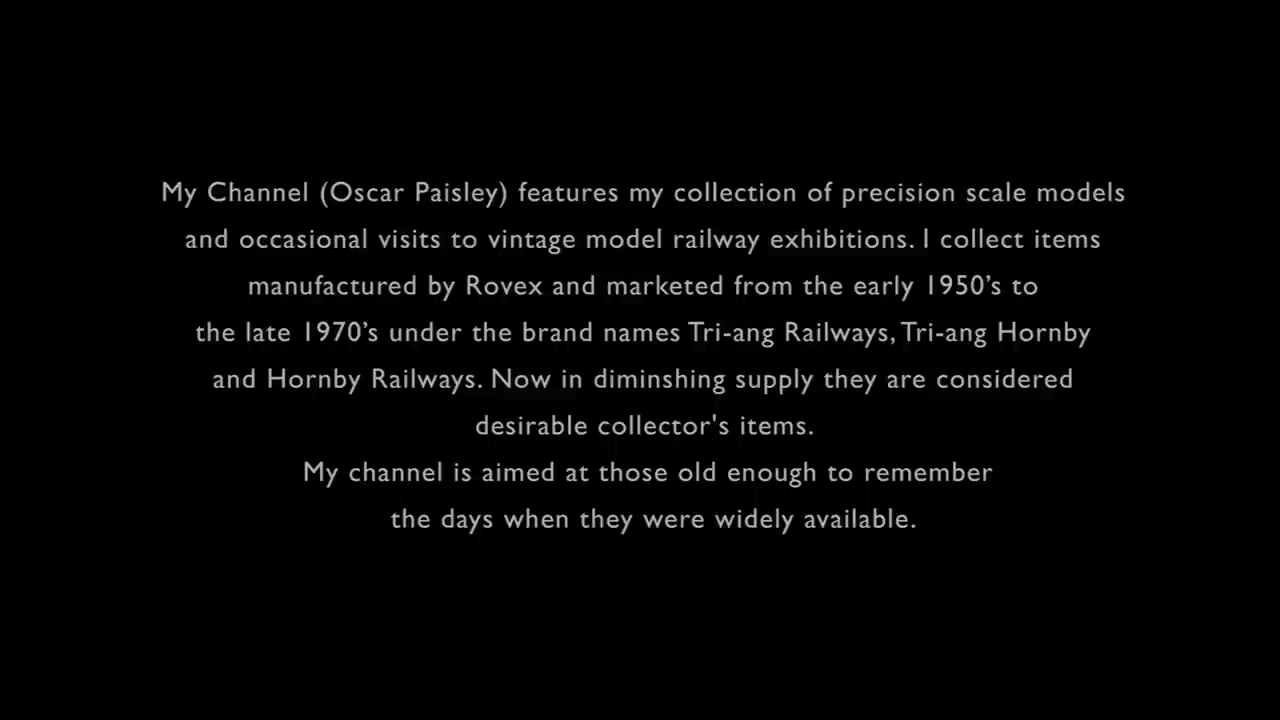 My Channel (Oscar Paisley) features my collection of precision scale models
and occasional visits to vintage model railway exhibitions. I collect items
manufactured by Rovex and marketed from the early 1950’s to
the late 1970’s under the brand names Tri-ang Railways, Tri-ang Hornby
and Hornby Railways. Now in diminshing supply they are considered
desirable collector's items.
My channel is aimed at those old enough to remember
the days when they were widely available.